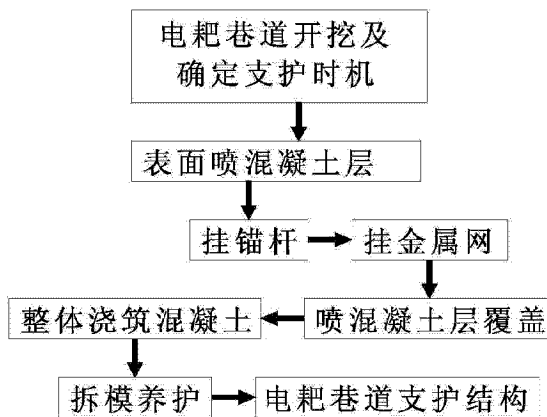 电耙巷道开挖及
确定支护时机
表面喷混凝土层
挂锚杆
挂金属网
喷混凝土层覆盖
整体浇筑混凝土
拆模养护
电耙巷道支护结构